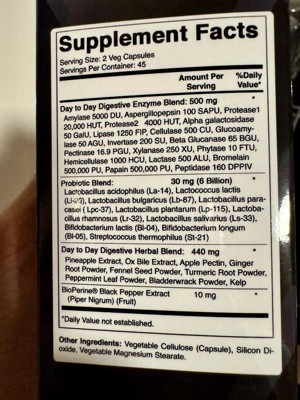 Supplement Facts
Serving Size: 2 Veg Capsules
Servings Per Container: 45
Amount Per Serving %Daily Value*
Day to Day Digestive Enzyme Blend: 500 mg *
Amylase 5000 DU, Aspergillopepsin 100 SAPU, Protease1
20,000 HUT, Protease2 4000 HUT, Alpha galactosidase
50 GalU, Lipase 1250 FIP, Cellulase 500 CU, Glucoamy-
lase 50 AGU, Invertase 200 SU, Beta Glucanase 65 BGU,
Pectinase 16.9 PGU, Xylanase 250 XU, Phytase 10 FTU,
Hemicellulase 1000 HCU, Lactase 500 ALU, Bromelain
500,000 PU, Papain 500,000 PU, Peptidase 160 DPPIV
Probiotic Blend: 30 mg (6 Billion) *
Lactobacillus acidophilus (La-14), Lactococcus lactis
Lactobacillus bulgaricus (Lb-87), Lactobacillus para-
casei (Lpc-37), Lactobacillus plantarum (Lp-115), Lactoba-
cillus rhamnosus (Lr-32), Lactobacillus salivarius (Ls-33),
Bifidobacterium lactis (Bl-04), Bifidobacterium longum
(Bl-05), Streptococcus thermophilus (St-21)
Day to Day Digestive Herbal Blend: 440 mg *
Pineapple Extract, Ox Bile Extract, Apple Pectin, Ginger
Root Powder, Fennel Seed Powder, Turmeric Root Powder,
Peppermint Leaf Powder, Bladderwrack Powder, Kelp
BioPerine® Black Pepper Extract 10 mg *
(Piper Nigrum) (Fruit)
*Daily Value not established.
Other Ingredients: Vegetable Cellulose (Capsule), Silicon Di-
oxide, Vegetable Magnesium Stearate.